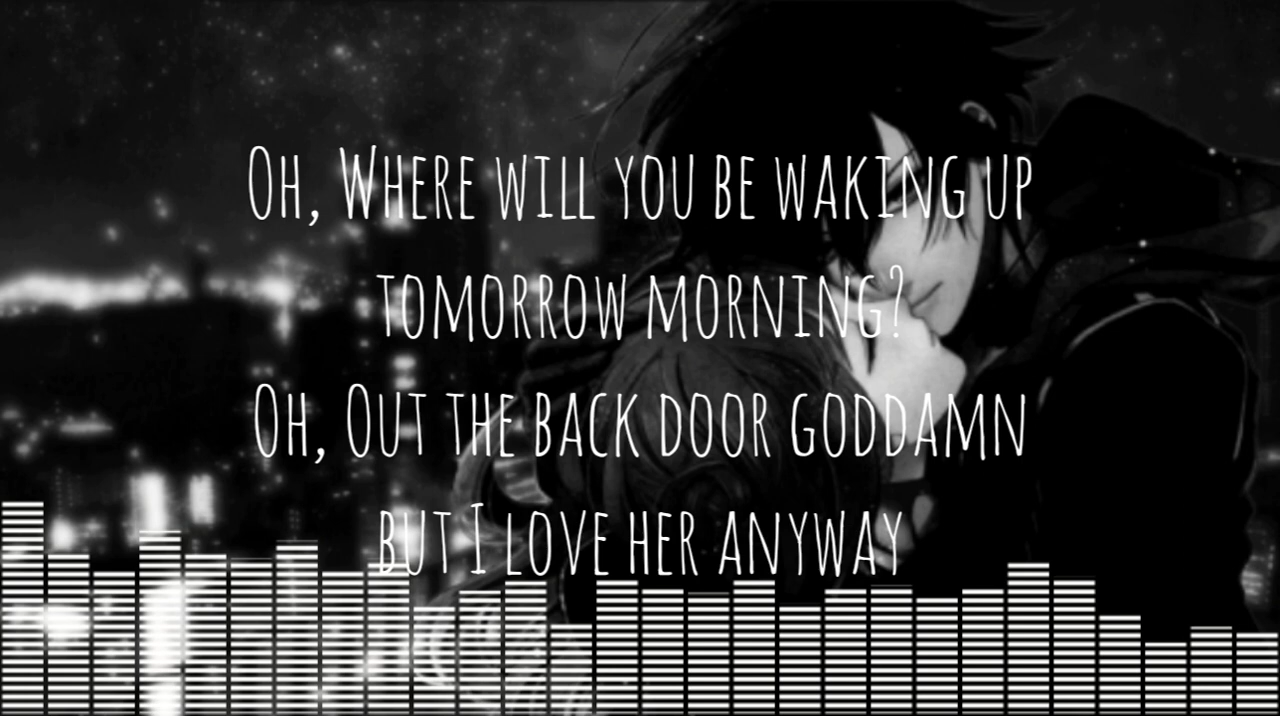 Oh, Where will you be waking up
tomorrow morning?
Oh, Out the back door goddamn
but I love her anyway